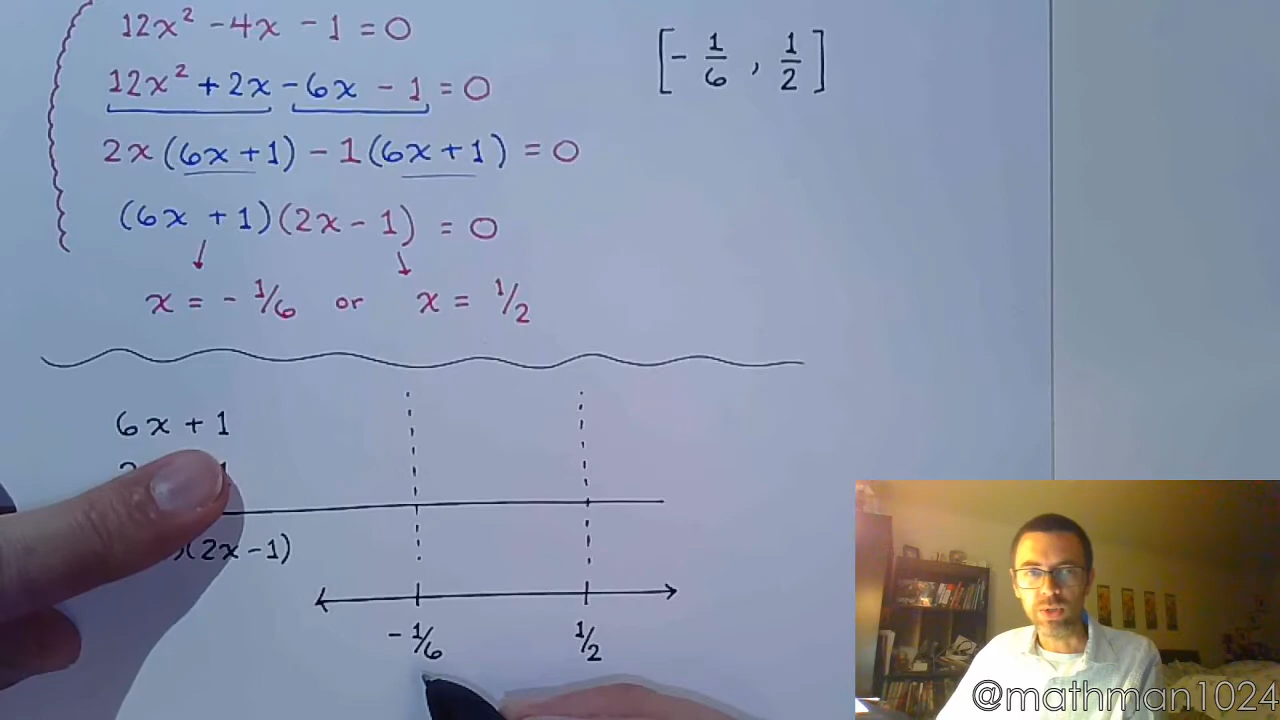 12x² - 4x - 1 = 0
12x² + 2x - 6x - 1 = 0
2x (6x + 1) - 1 (6x + 1) = 0
(6x + 1)(2x - 1) = 0
x = - 1/6 or x = 1/2
[- 1/6 , 1/2]
6x + 1
(2x - 1)
- 1/6 1/2
@mathman1024